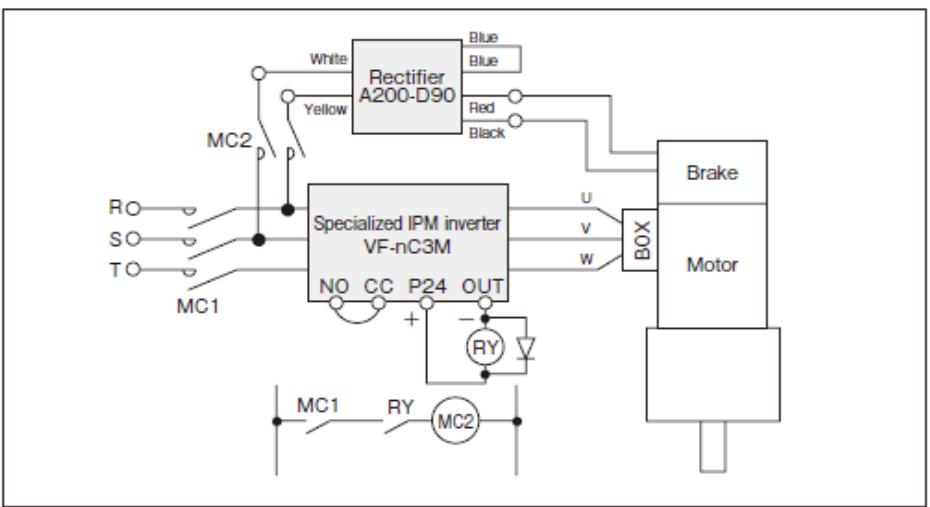 Blue
White
Blue
Rectifier
A200-D90
Yellow
Red
Black
MC2
Brake
R
S
T
Specialized IPM inverter
VF-nC3M
U
V
W
BOX
Motor
MC1
NO CC P24 OUT
+ −
RY
MC1 RY
MC2